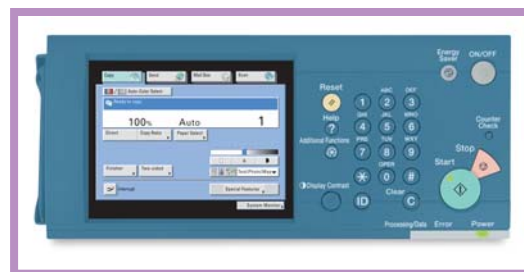 Copy Send Mail Box Scan
Auto-Color Select
Ready to copy.
100% Auto 1
Direct Copy Ratio Paper Select
A
Finisher Two-sided Text/Photo/Map
Interrupt Special Features
System Monitor
Energy Saver
ON/OFF
Reset
Help
?
Additional Functions
Display Contrast
ABC DEF
1 2 3
GHI JKL MNO
4 5 6
PRS TUV WXY
7 8 9
OPER
0 #
Clear
ID C
Counter Check
Stop
Start
Processing/Data Error Power